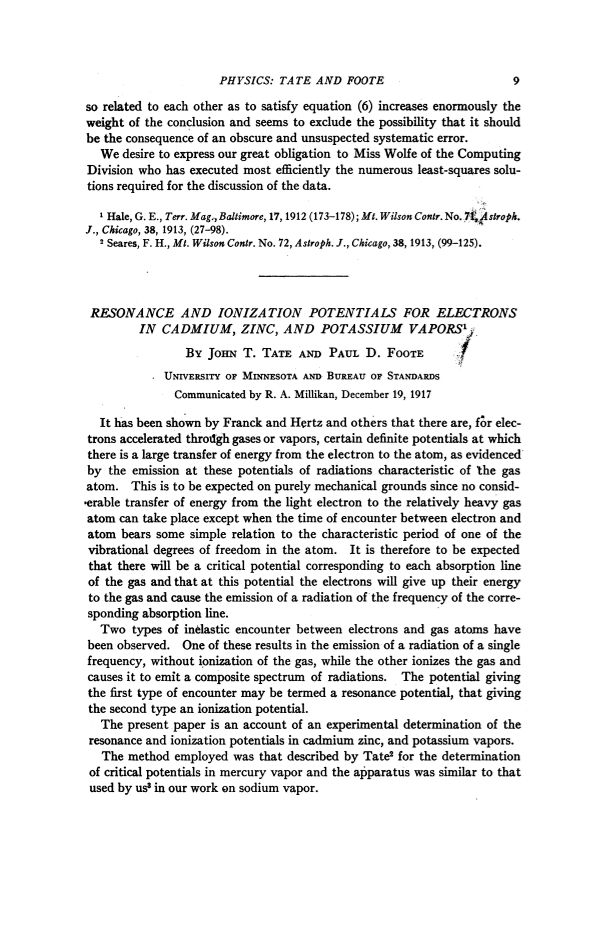 PHYSICS: TATE AND FOOTE 9
so related to each other as to satisfy equation (6) increases enormously the
weight of the conclusion and seems to exclude the possibility that it should
be the consequence of an obscure and unsuspected systematic error.
We desire to express our great obligation to Miss Wolfe of the Computing
Division who has executed most efficiently the numerous least-squares solu-
tions required for the discussion of the data.
¹ Hale, G. E., Terr. Mag., Baltimore, 17, 1912 (173–178); Mt. Wilson Contr. No. 71, Astroph.
J., Chicago, 38, 1913, (27–98).
² Seares, F. H., Mt. Wilson Contr. No. 72, Astroph. J., Chicago, 38, 1913, (99–125).
RESONANCE AND IONIZATION POTENTIALS FOR ELECTRONS
IN CADMIUM, ZINC, AND POTASSIUM VAPORS¹
BY JOHN T. TATE AND PAUL D. FOOTE
UNIVERSITY OF MINNESOTA AND BUREAU OF STANDARDS
Communicated by R. A. Millikan, December 19, 1917
It has been shown by Franck and Hertz and others that there are, for elec-
trons accelerated through gases or vapors, certain definite potentials at which
there is a large transfer of energy from the electron to the atom, as evidenced
by the emission at these potentials of radiations characteristic of the gas
atom. This is to be expected on purely mechanical grounds since no consid-
erable transfer of energy from the light electron to the relatively heavy gas
atom can take place except when the time of encounter between electron and
atom bears some simple relation to the characteristic period of one of the
vibrational degrees of freedom in the atom. It is therefore to be expected
that there will be a critical potential corresponding to each absorption line
of the gas and that at this potential the electrons will give up their energy
to the gas and cause the emission of a radiation of the frequency of the corre-
sponding absorption line.
Two types of inelastic encounter between electrons and gas atoms have
been observed. One of these results in the emission of a radiation of a single
frequency, without ionization of the gas, while the other ionizes the gas and
causes it to emit a composite spectrum of radiations. The potential giving
the first type of encounter may be termed a resonance potential, that giving
the second type an ionization potential.
The present paper is an account of an experimental determination of the
resonance and ionization potentials in cadmium zinc, and potassium vapors.
The method employed was that described by Tate² for the determination
of critical potentials in mercury vapor and the apparatus was similar to that
used by us³ in our work on sodium vapor.